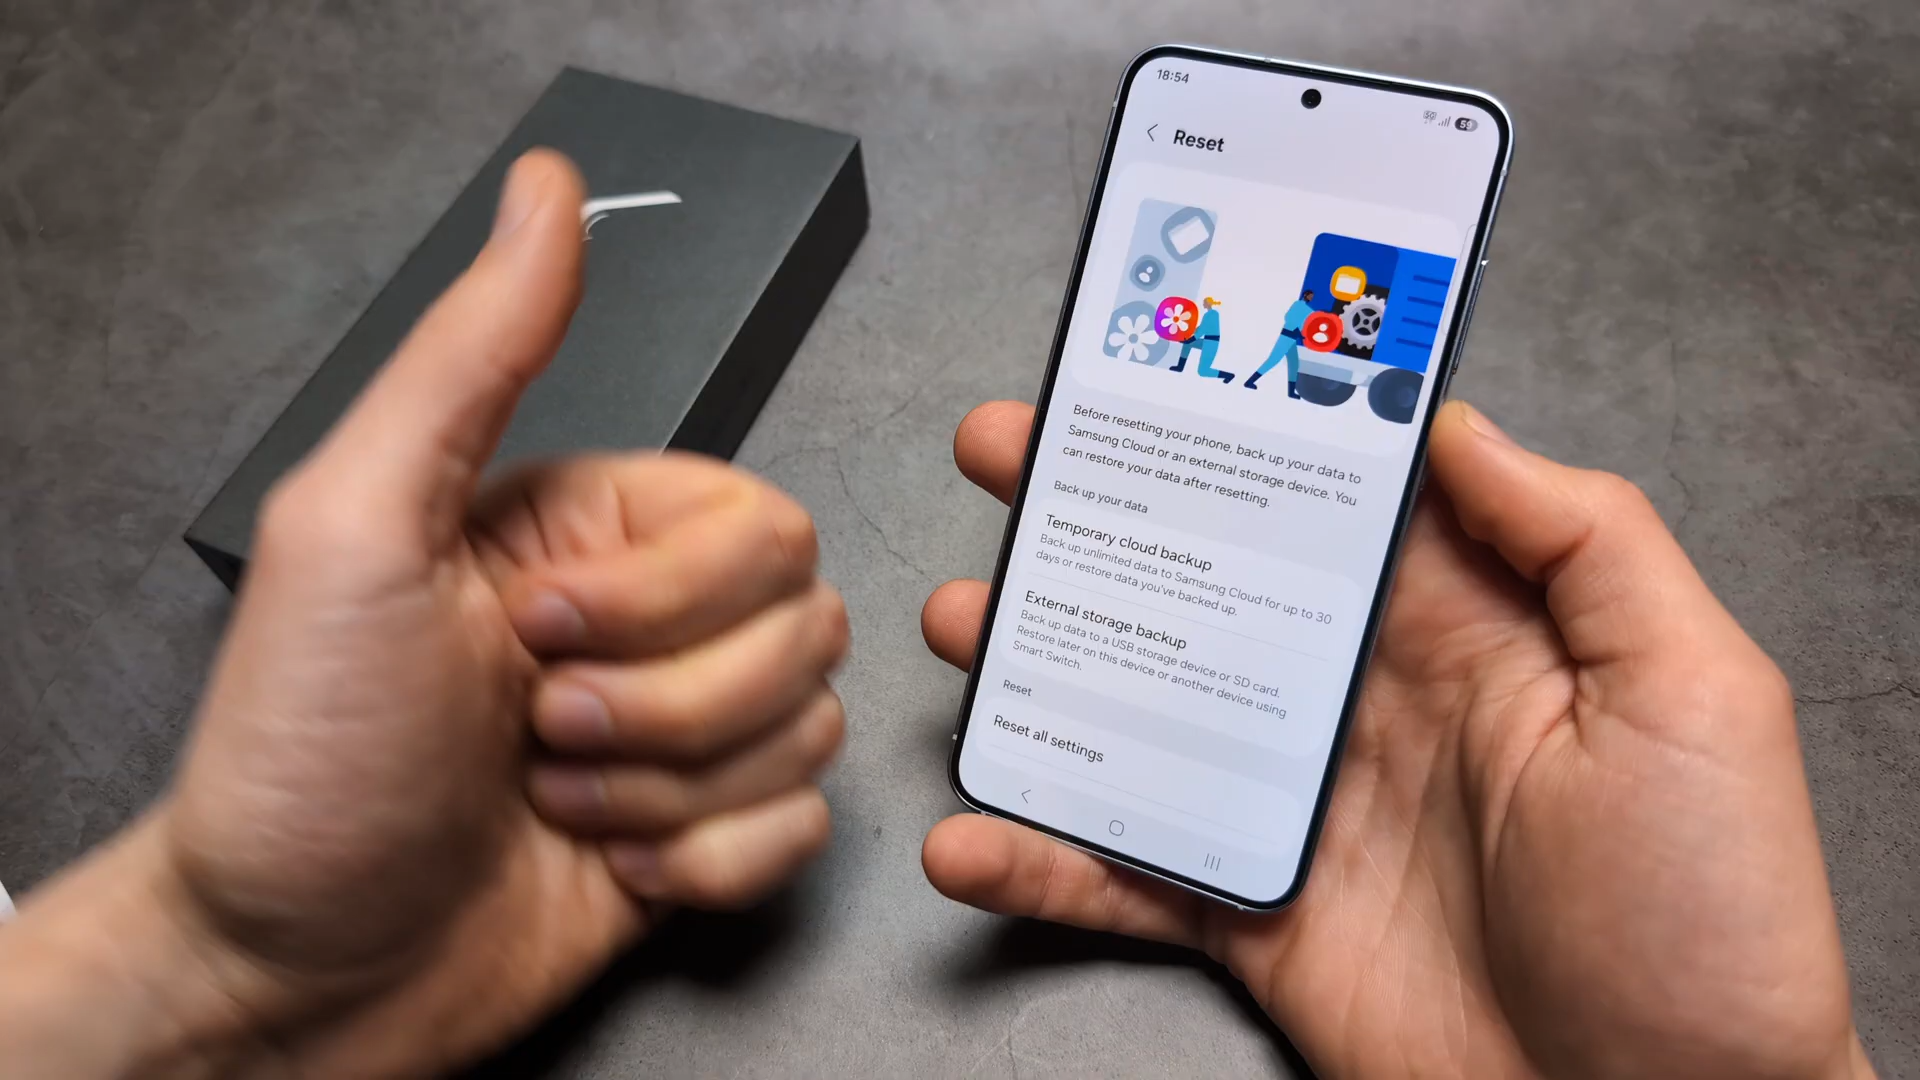 18:54
5G
59
Reset
Before resetting your phone, back up your data to
Samsung Cloud or an external storage device. You
can restore your data after resetting.
Back up your data
Temporary cloud backup
Back up unlimited data to Samsung Cloud for up to 30
days or restore data you've backed up.
External storage backup
Back up data to a USB storage device or SD card.
Restore later on this device or another device using
Smart Switch.
Reset
Reset all settings